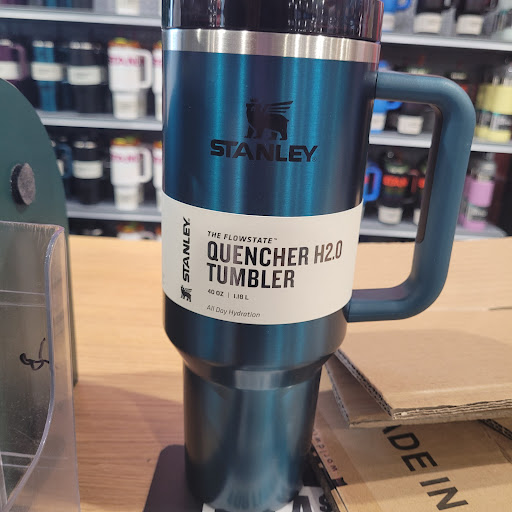 STANLEY
STANLEY
THE FLOWSTATE™
QUENCHER H2.0
TUMBLER
40 OZ | 1.18 L
All Day Hydration
ADE IN